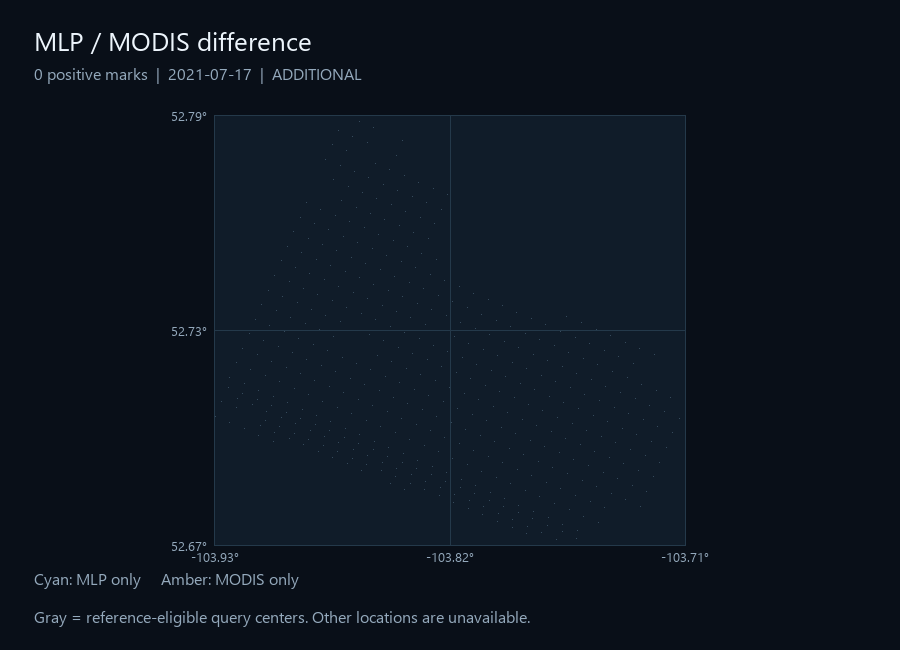 MLP / MODIS difference
0 positive marks | 2021-07-17 | ADDITIONAL
52.79°
52.73°
52.67°
-103.93° -103.82° -103.71°
Cyan: MLP only Amber: MODIS only
Gray = reference-eligible query centers. Other locations are unavailable.